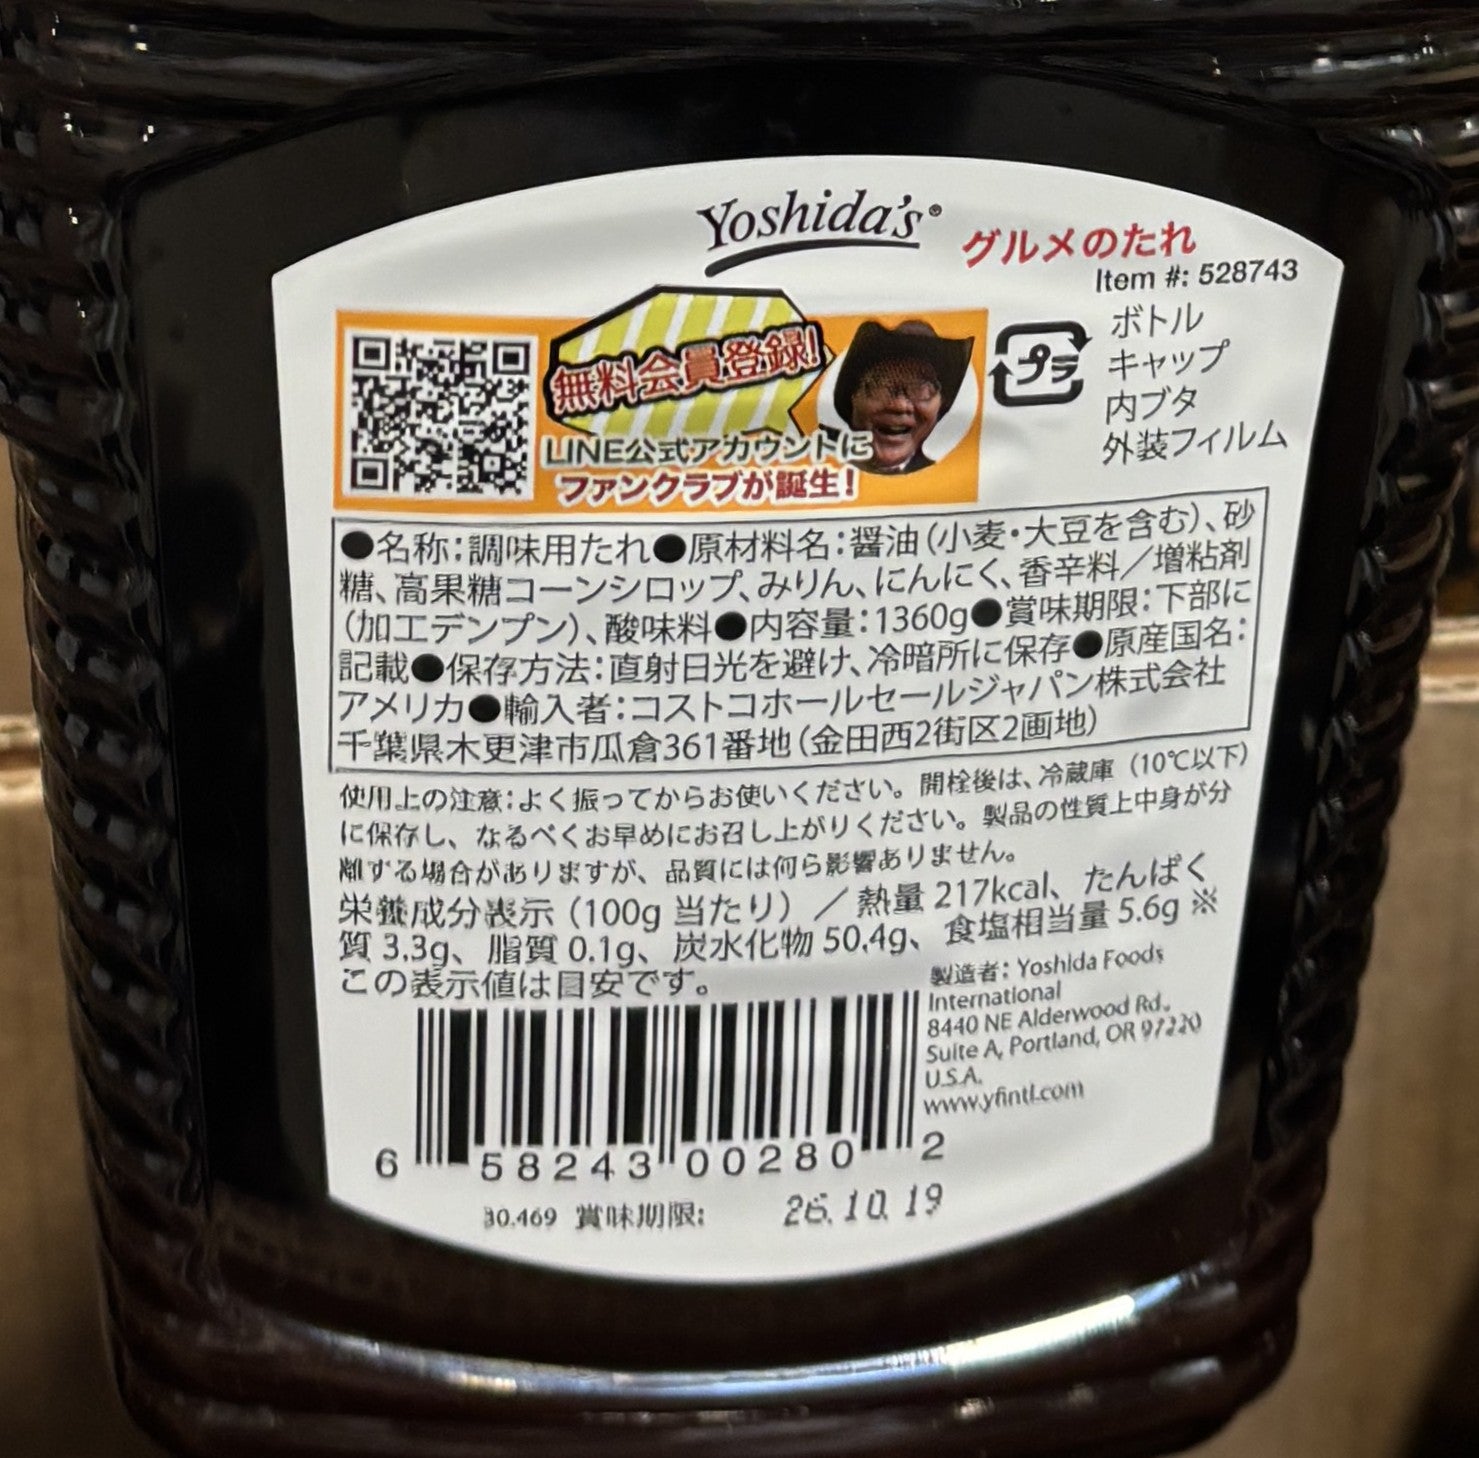 Yoshida's®
グルメのたれ
Item #: 528743
無料会員登録!
LINE公式アカウントに
ファンクラブが誕生!
プラ
ボトル
キャップ
内ブタ
外装フィルム
●名称:調味用たれ●原材料名:醤油(小麦・大豆を含む)、砂
糖、高果糖コーンシロップ、みりん、にんにく、香辛料/増粘剤
(加工デンプン)、酸味料●内容量:1360g●賞味期限:下部に
記載●保存方法:直射日光を避け、冷暗所に保存●原産国名:
アメリカ●輸入者:コストコホールセールジャパン株式会社
千葉県木更津市瓜倉361番地(金田西2街区2画地)
使用上の注意:よく振ってからお使いください。開栓後は、冷蔵庫(10℃以下)
に保存し、なるべくお早めにお召し上がりください。製品の性質上中身が分
離する場合がありますが、品質には何ら影響ありません。
栄養成分表示(100g 当たり)/熱量 217kcal、たんぱく
質 3.3g、脂質 0.1g、炭水化物 50.4g、食塩相当量 5.6g ※
この表示値は目安です。
製造者: Yoshida Foods
International
8440 NE Alderwood Rd.
Suite A, Portland, OR 97220
U.S.A.
www.yfintl.com
6 58243 00280 2
30.469 賞味期限: 26.10.19